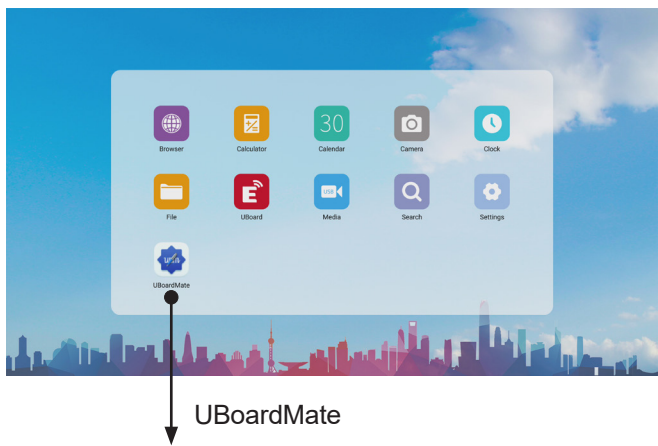 30
Browser Calculator Calendar Camera Clock
E USB
File UBoard Media Search Settings
UBoardMate
UBoardMate